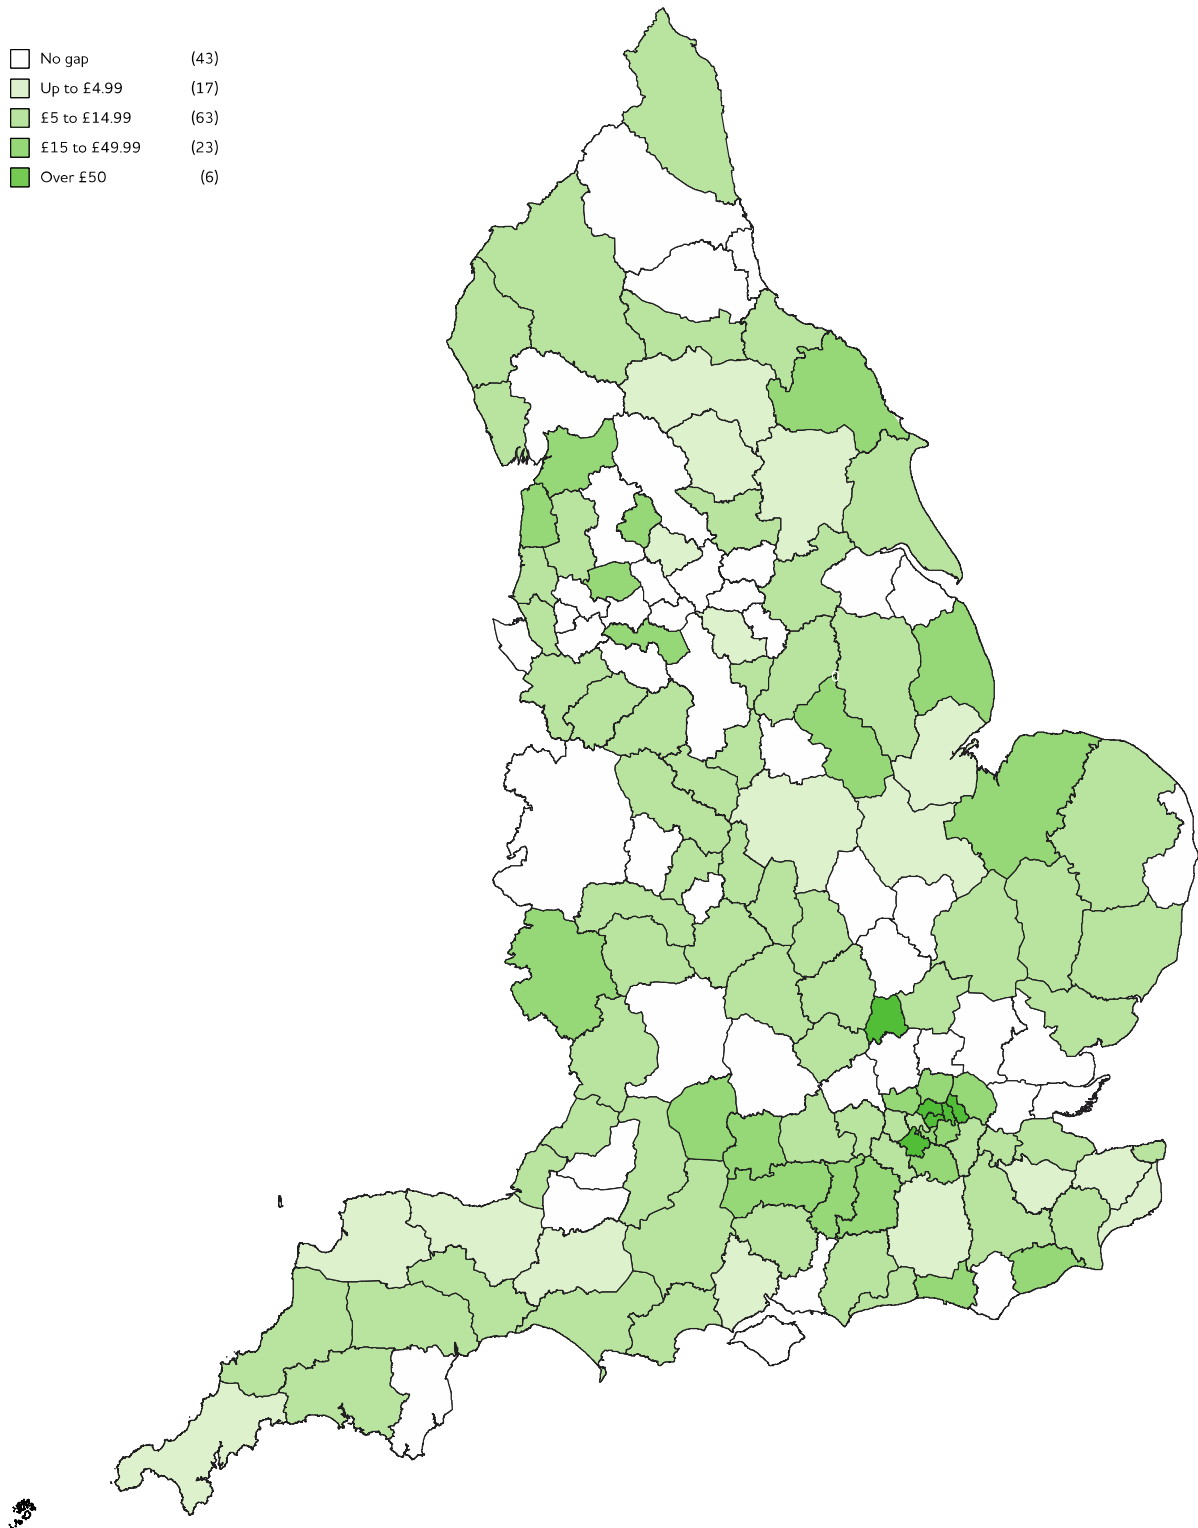 No gap (43)
Up to £4.99 (17)
£5 to £14.99 (63)
£15 to £49.99 (23)
Over £50 (6)